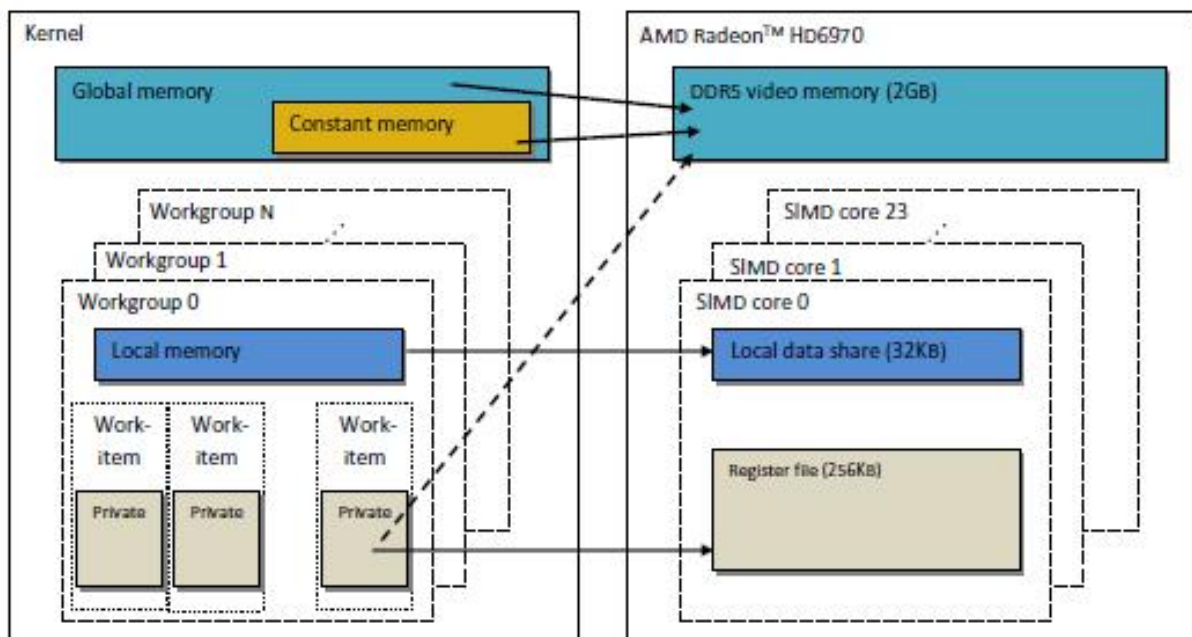 Kernel
Global memory
Constant memory
Workgroup N
Workgroup 1
Workgroup 0
Local memory
Work-
item
Work-
item
Work-
item
Private
Private
Private
AMD Radeon™ HD6970
DDR5 video memory (2GB)
SIMD core 23
SIMD core 1
SIMD core 0
Local data share (32KB)
Register file (256KB)